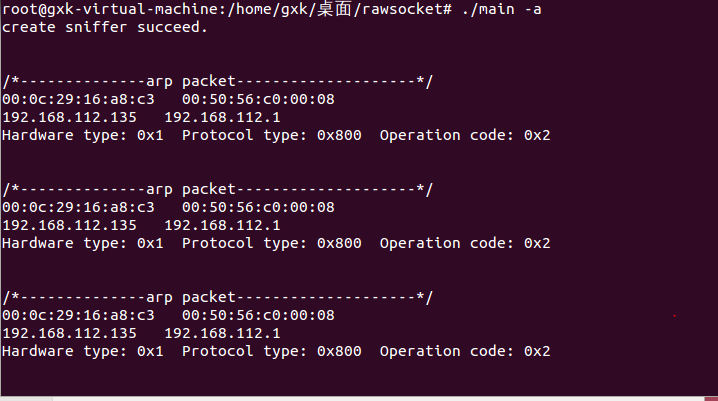 root@gxk-virtual-machine:/home/gxk/桌面/rawsocket# ./main -a
create sniffer succeed.
/*--------------arp packet--------------------*/
00:0c:29:16:a8:c3   00:50:56:c0:00:08
192.168.112.135   192.168.112.1
Hardware type: 0x1  Protocol type: 0x800  Operation code: 0x2
/*--------------arp packet--------------------*/
00:0c:29:16:a8:c3   00:50:56:c0:00:08
192.168.112.135   192.168.112.1
Hardware type: 0x1  Protocol type: 0x800  Operation code: 0x2
/*--------------arp packet--------------------*/
00:0c:29:16:a8:c3   00:50:56:c0:00:08
192.168.112.135   192.168.112.1
Hardware type: 0x1  Protocol type: 0x800  Operation code: 0x2